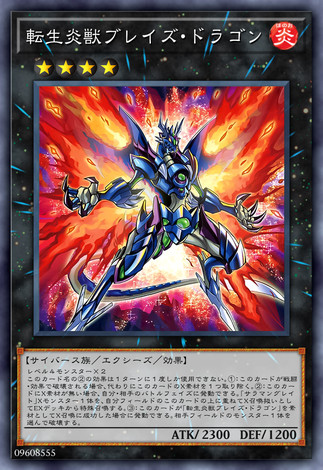 転生炎獣ブレイズ・ドラゴン
炎
【サイバース族／エクシーズ／効果】
レベル4モンスター×2
このカード名の②の効果は1ターンに1度しか使用できない。①：このカードが戦闘
・効果で破壊される場合、代わりにこのカードのX素材を1つ取り除く。②：このカード
にX素材が無い場合、自分・相手のバトルフェイズに発動できる。「サラマングレ
イト」Xモンスター1体を、自分フィールドのこのカードの上に重ねてX召喚扱いとし
てEXデッキから特殊召喚する。③：このカードが「転生炎獣ブレイズ・ドラゴン」を素
材としてX召喚に成功した場合に発動できる。相手フィールドのモンスター1体を
選んで破壊する。
ATK/2300 DEF/1200
09608555